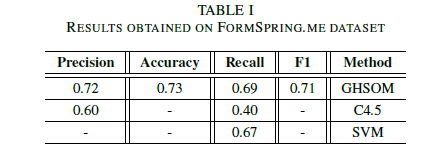 TABLE I
RESULTS OBTAINED ON FORMSPRING.ME DATASET
Precision Accuracy Recall F1 Method
0.72 0.73 0.69 0.71 GHSOM
0.60 - 0.40 - C4.5
- - 0.67 - SVM